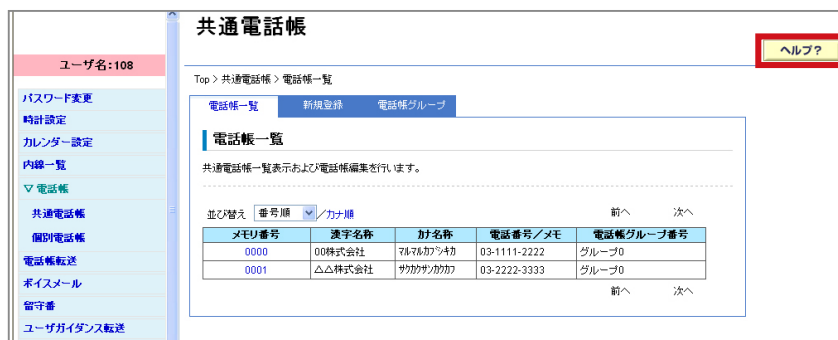 共通電話帳
ヘルプ?
ユーザ名:108
パスワード変更
時計設定
カレンダー設定
内線一覧
▽ 電話帳
共通電話帳
個別電話帳
電話帳転送
ボイスメール
留守番
ユーザガイダンス転送
Top > 共通電話帳 > 電話帳一覧
電話帳一覧 新規登録 電話帳グループ
電話帳一覧
共通電話帳一覧表示および電話帳編集を行います。
並び替え 番号順 /カナ順 前へ 次へ
メモリ番号 漢字名称 カナ名称 電話番号/メモ 電話帳グループ番号
0000 00株式会社 マルマルカブシキカ 03-1111-2222 グループ0
0001 △△株式会社 サンカクサンカクカブ 03-2222-3333 グループ0
前へ 次へ